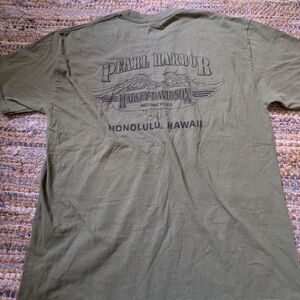 PEARL HARBOR
HARLEY-DAVIDSON
MOTORCYCLES
HONOLULU, HAWAII